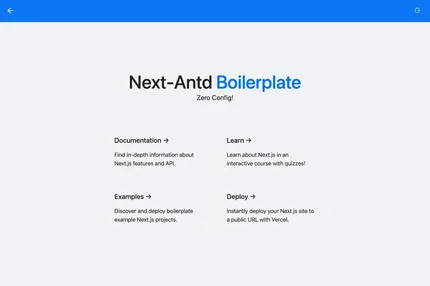 Next-Antd Boilerplate
Zero Config!
Documentation →
Find in-depth information about
Next.js features and API.
Learn →
Learn about Next.js in an
interactive course with quizzes!
Examples →
Discover and deploy boilerplate
example Next.js projects.
Deploy →
Instantly deploy your Next.js site to
a public URL with Vercel.